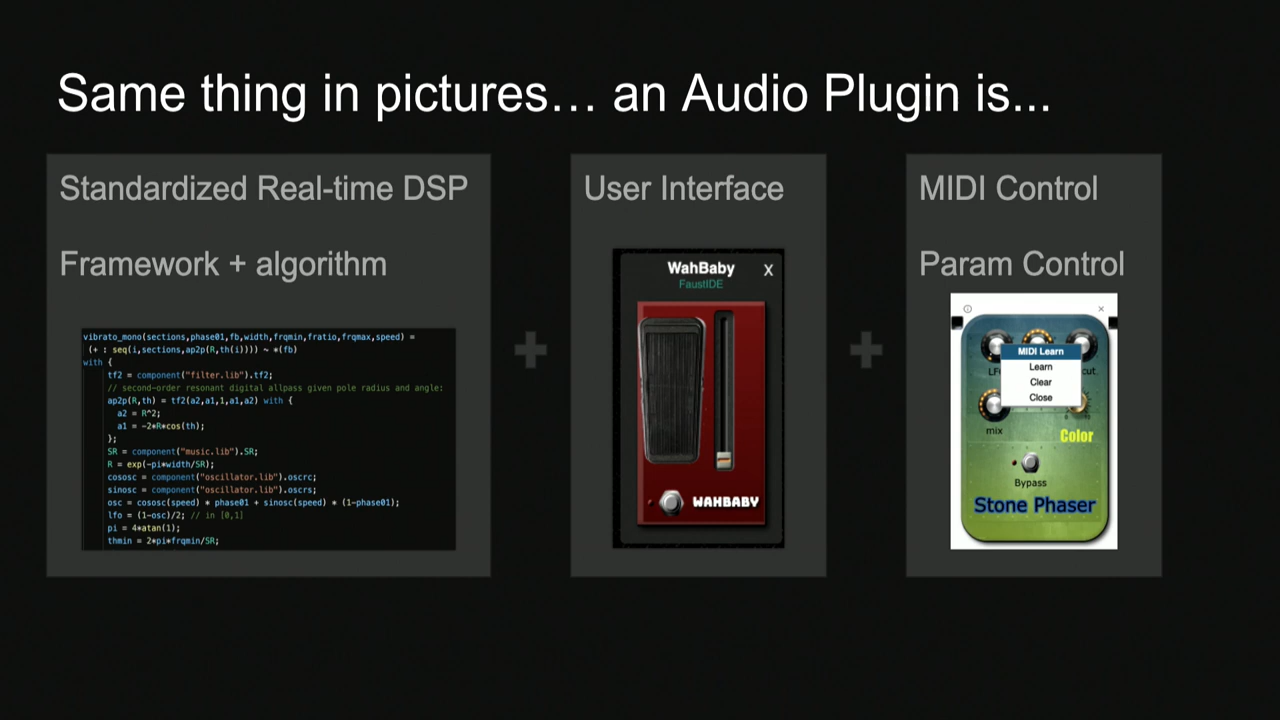 Same thing in pictures… an Audio Plugin is...
Standardized Real-time DSP
Framework + algorithm
vibrato_mono(sections,phase01,fb,width,frqmin,fratio,frqmax,speed) =
(+ : seq(i,sections,ap2p(R,th(i)))) ~ *(fb)
with {
tf2 = component("filter.lib").tf2;
// second-order resonant digital allpass given pole radius and angle:
ap2p(R,th) = tf2(a2,a1,1,a1,a2) with {
a2 = R^2;
a1 = -2*R*cos(th);
};
SR = component("music.lib").SR;
R = exp(-pi*width/SR);
cososc = component("oscillator.lib").oscrc;
sinosc = component("oscillator.lib").oscrs;
osc = cososc(speed) * phase01 + sinosc(speed) * (1-phase01);
lfo = (1-osc)/2; // in [0,1]
pi = 4*atan(1);
thmin = 2*pi*frqmin/SR;
+
User Interface
WahBaby X
FaustIDE
WAHBABY
+
MIDI Control
Param Control
MIDI Learn
Learn
Clear
Close
mix
Color
Bypass
Stone Phaser